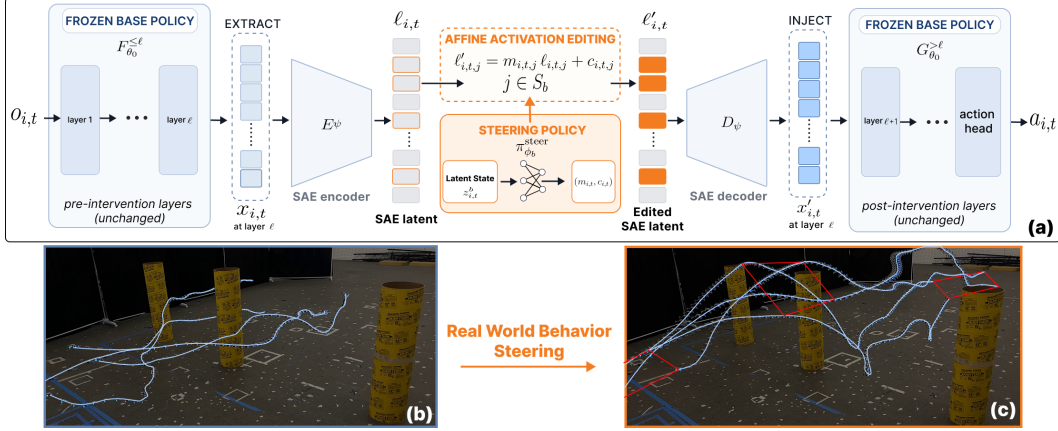 FROZEN BASE POLICY
F^{≤ℓ}_{θ_0}
o_{i,t}
layer 1
layer ℓ
pre-intervention layers
(unchanged)
EXTRACT
x_{i,t}
at layer ℓ
E^ψ
SAE encoder
ℓ_{i,t}
SAE latent
AFFINE ACTIVATION EDITING
ℓ'_{i,t,j} = m_{i,t,j} ℓ_{i,t,j} + c_{i,t,j}
j ∈ S_b
STEERING POLICY
π^{steer}_{ϕ_b}
Latent State
z^b_{i,t}
(m_{i,t}, c_{i,t})
ℓ'_{i,t}
Edited
SAE latent
D_ψ
SAE decoder
INJECT
x'_{i,t}
at layer ℓ
FROZEN BASE POLICY
G^{>ℓ}_{θ_0}
layer ℓ+1
action
head
a_{i,t}
post-intervention layers
(unchanged)
(a)
(b)
Real World Behavior
Steering
(c)